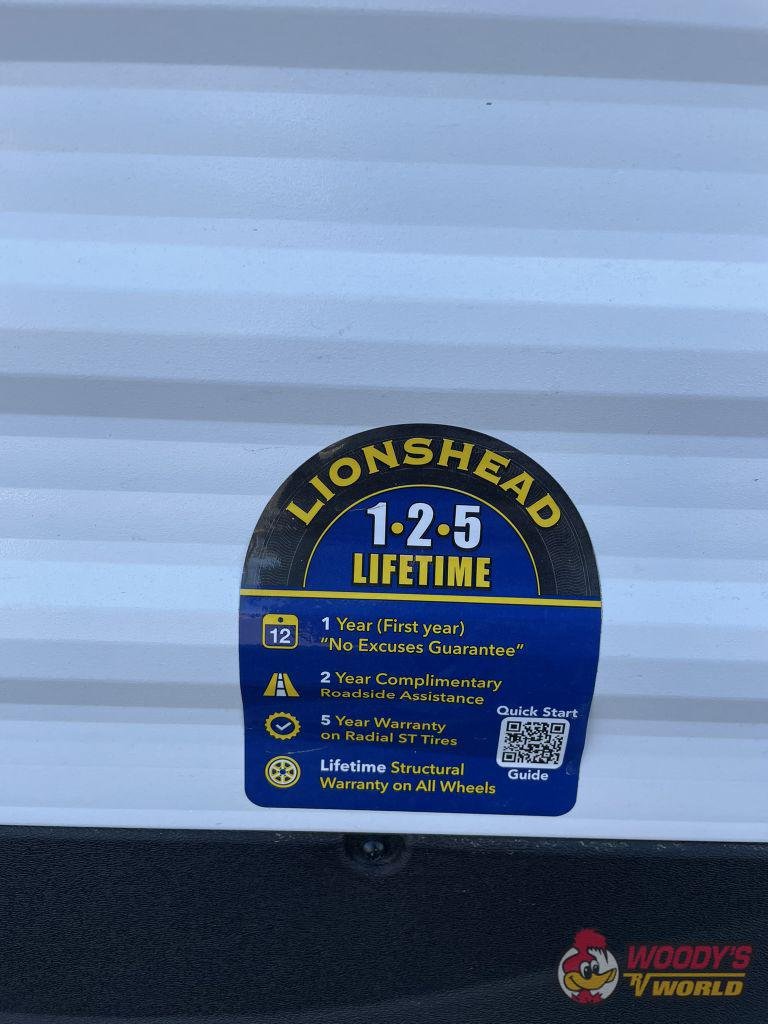 LIONSHEAD
1•2•5
LIFETIME
12
1 Year (First year)
"No Excuses Guarantee"
2 Year Complimentary
Roadside Assistance
5 Year Warranty
on Radial ST Tires
Quick Start
Guide
Lifetime Structural
Warranty on All Wheels
WOODY'S
RV WORLD